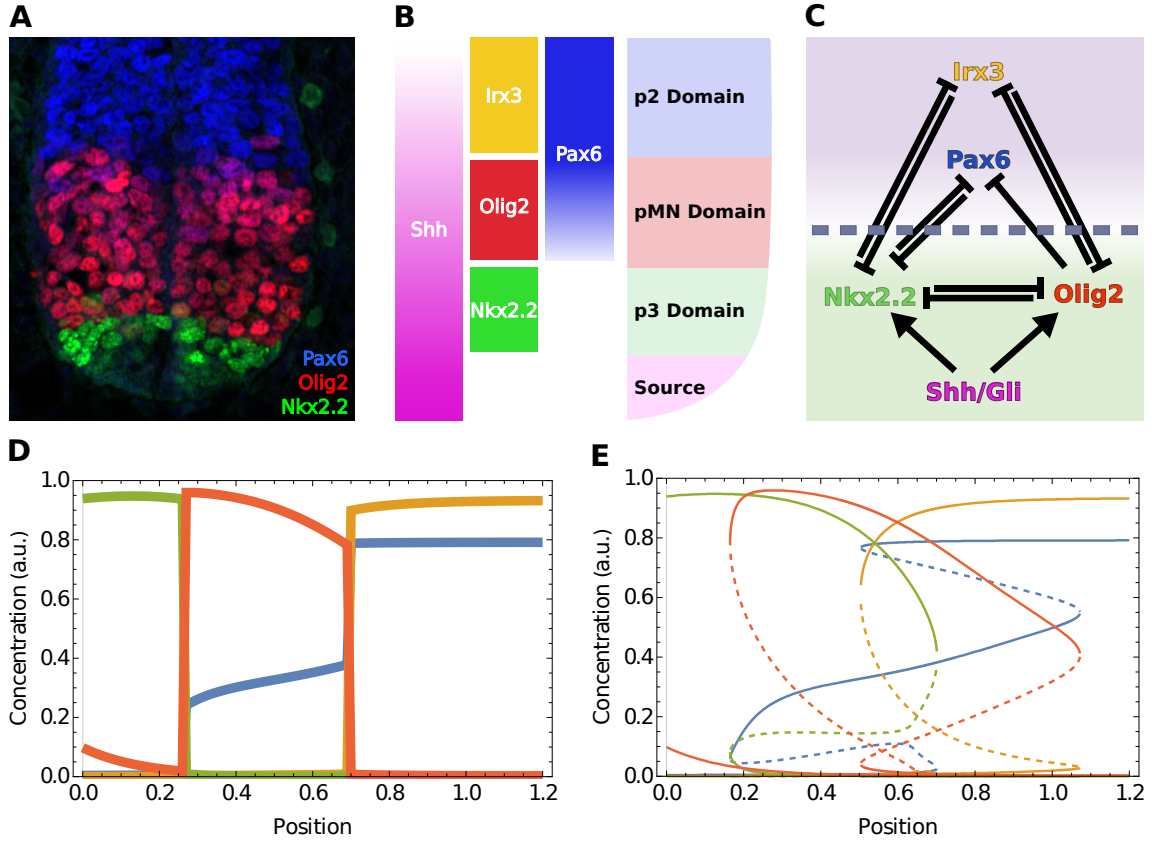 A
Pax6
Olig2
Nkx2.2
B
Shh
Irx3
Olig2
Nkx2.2
Pax6
p2 Domain
pMN Domain
p3 Domain
Source
C
Irx3
Pax6
Nkx2.2
Olig2
Shh/Gli
D
Concentration (a.u.)
1.0
0.8
0.6
0.4
0.2
0.0
0.0 0.2 0.4 0.6 0.8 1.0 1.2
Position
E
Concentration (a.u.)
1.0
0.8
0.6
0.4
0.2
0.0
0.0 0.2 0.4 0.6 0.8 1.0 1.2
Position